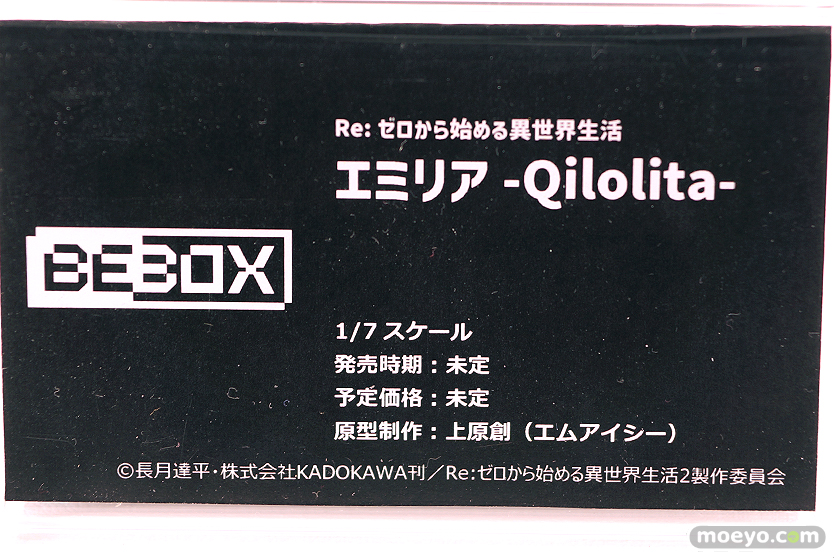 Re: ゼロから始める異世界生活
エミリア -Qilolita-
BEBOX
1/7 スケール
発売時期：未定
予定価格：未定
原型制作：上原創（エムアイシー）
©長月達平・株式会社KADOKAWA刊／Re:ゼロから始める異世界生活2製作委員会
moeyo.com